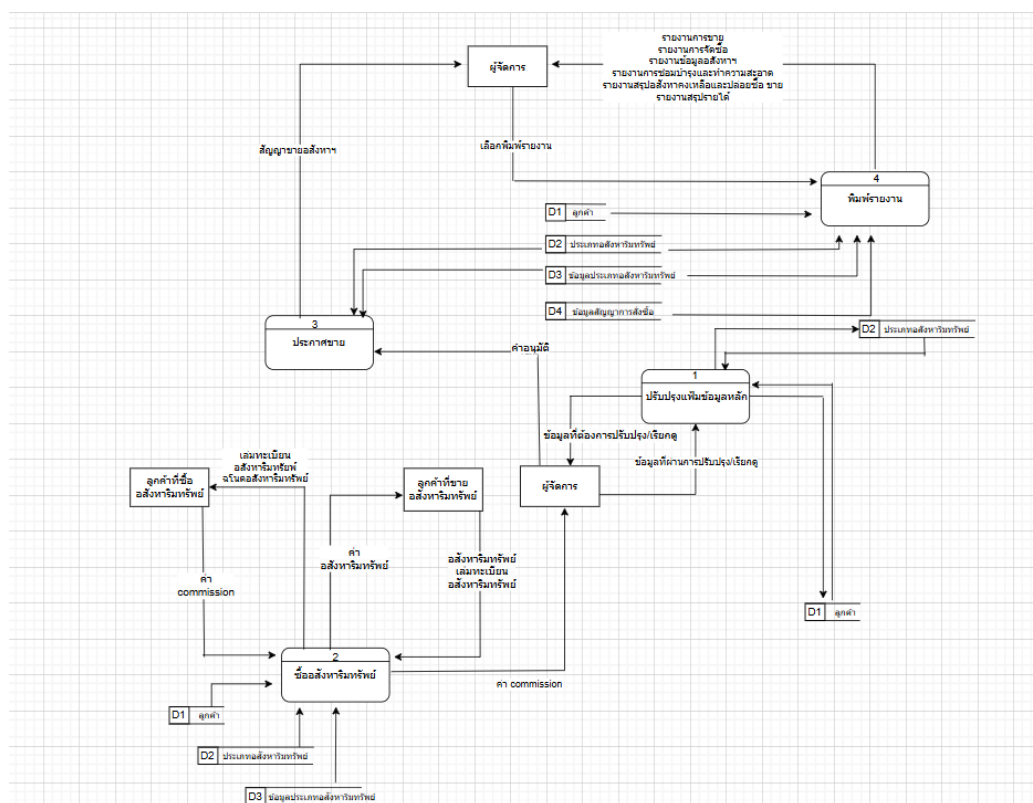 รายงานการขาย
รายงานการจัดซื้อ
รายงานข้อมูลอสังหาฯ
รายงานการซ่อมบำรุงและทำความสะอาด
รายงานสรุปอสังหาคงเหลือและปล่อยซื้อ ขาย
รายงานสรุปรายได้
ผู้จัดการ
สัญญาขายอสังหาฯ
เลือกพิมพ์รายงาน
4
พิมพ์รายงาน
D1 ลูกค้า
D2 ประเภทอสังหาริมทรัพย์
D3 ข้อมูลประเภทอสังหาริมทรัพย์
D4 ข้อมูลสัญญาการสั่งซื้อ
3
ประกาศขาย
D2 ประเภทอสังหาริมทรัพย์
คำอนุมัติ
1
ปรับปรุงแฟ้มข้อมูลหลัก
ข้อมูลที่ต้องการปรับปรุง/เรียกดู
ข้อมูลที่ผ่านการปรับปรุง/เรียกดู
เล่มทะเบียน
อสังหาริมทรัยพ์
ฉโนดอสังหาริมทรัพย์
ลูกค้าที่ซื้อ
อสังหาริมทรัพย์
ลูกค้าที่ขาย
อสังหาริมทรัพย์
ผู้จัดการ
ค่า
อสังหาริมทรัพย์
อสังหาริมทรัพย์
เล่มทะเบียน
อสังหาริมทรัพย์
ค่า
commission
D1 ลูกค้า
2
ซื้ออสังหาริมทรัพย์
ค่า commission
D1 ลูกค้า
D2 ประเภทอสังหาริมทรัพย์
D3 ข้อมูลประเภทอสังหาริมทรัพย์